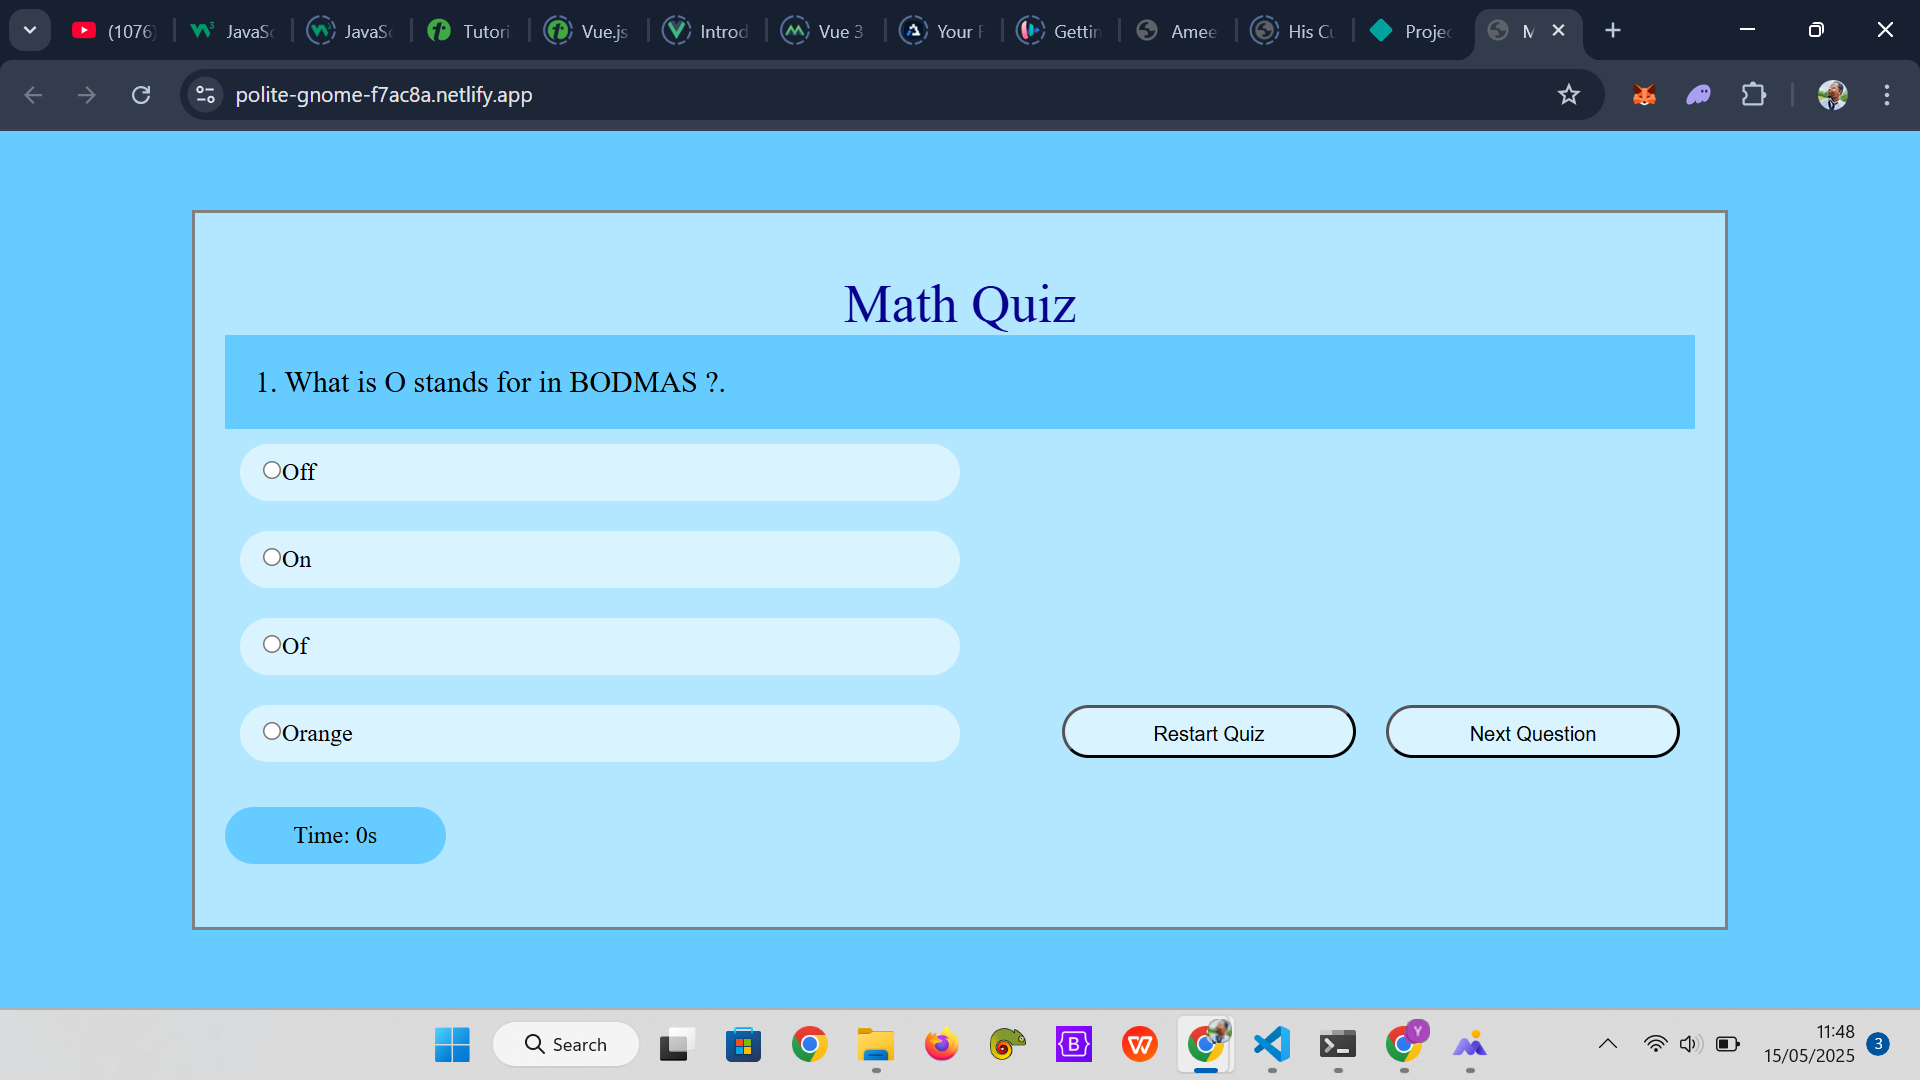 (1076)
JavaSc
JavaSc
Tutori
Vue.js
Introd
Vue 3
Your F
Gettin
Amee
His Cu
Projec
M
polite-gnome-f7ac8a.netlify.app
Math Quiz
1. What is O stands for in BODMAS ?.
Off
On
Of
Orange
Restart Quiz
Next Question
Time: 0s
Search
11:48
15/05/2025
3